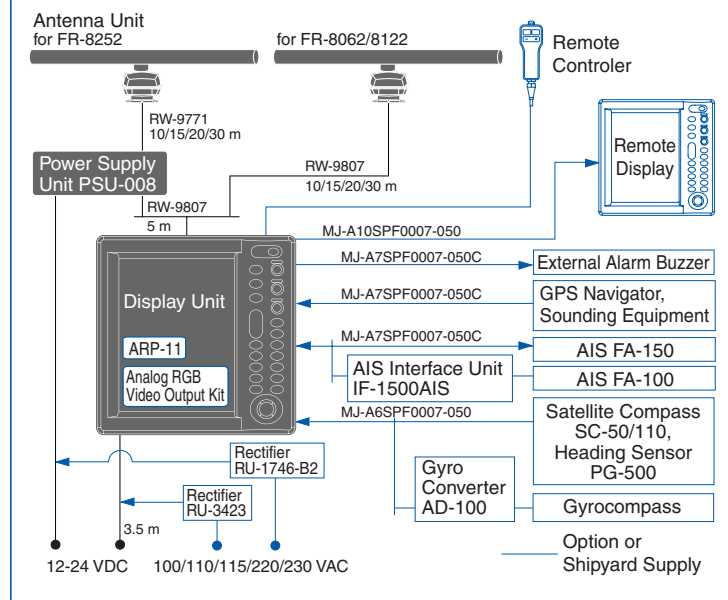 Antenna Unit
for FR-8252
for FR-8062/8122
Remote
Controler
RW-9771
10/15/20/30 m
Power Supply
Unit PSU-008
RW-9807
10/15/20/30 m
Remote
Display
RW-9807
5 m
MJ-A10SPF0007-050
MJ-A7SPF0007-050C
External Alarm Buzzer
Display Unit
MJ-A7SPF0007-050C
GPS Navigator,
Sounding Equipment
MJ-A7SPF0007-050C
ARP-11
AIS FA-150
Analog RGB
Video Output Kit
AIS Interface Unit
IF-1500AIS
AIS FA-100
MJ-A6SPF0007-050
Satellite Compass
SC-50/110,
Heading Sensor
PG-500
Rectifier
RU-1746-B2
Gyro
Converter
AD-100
Gyrocompass
Rectifier
RU-3423
3.5 m
12-24 VDC
100/110/115/220/230 VAC
Option or
Shipyard Supply